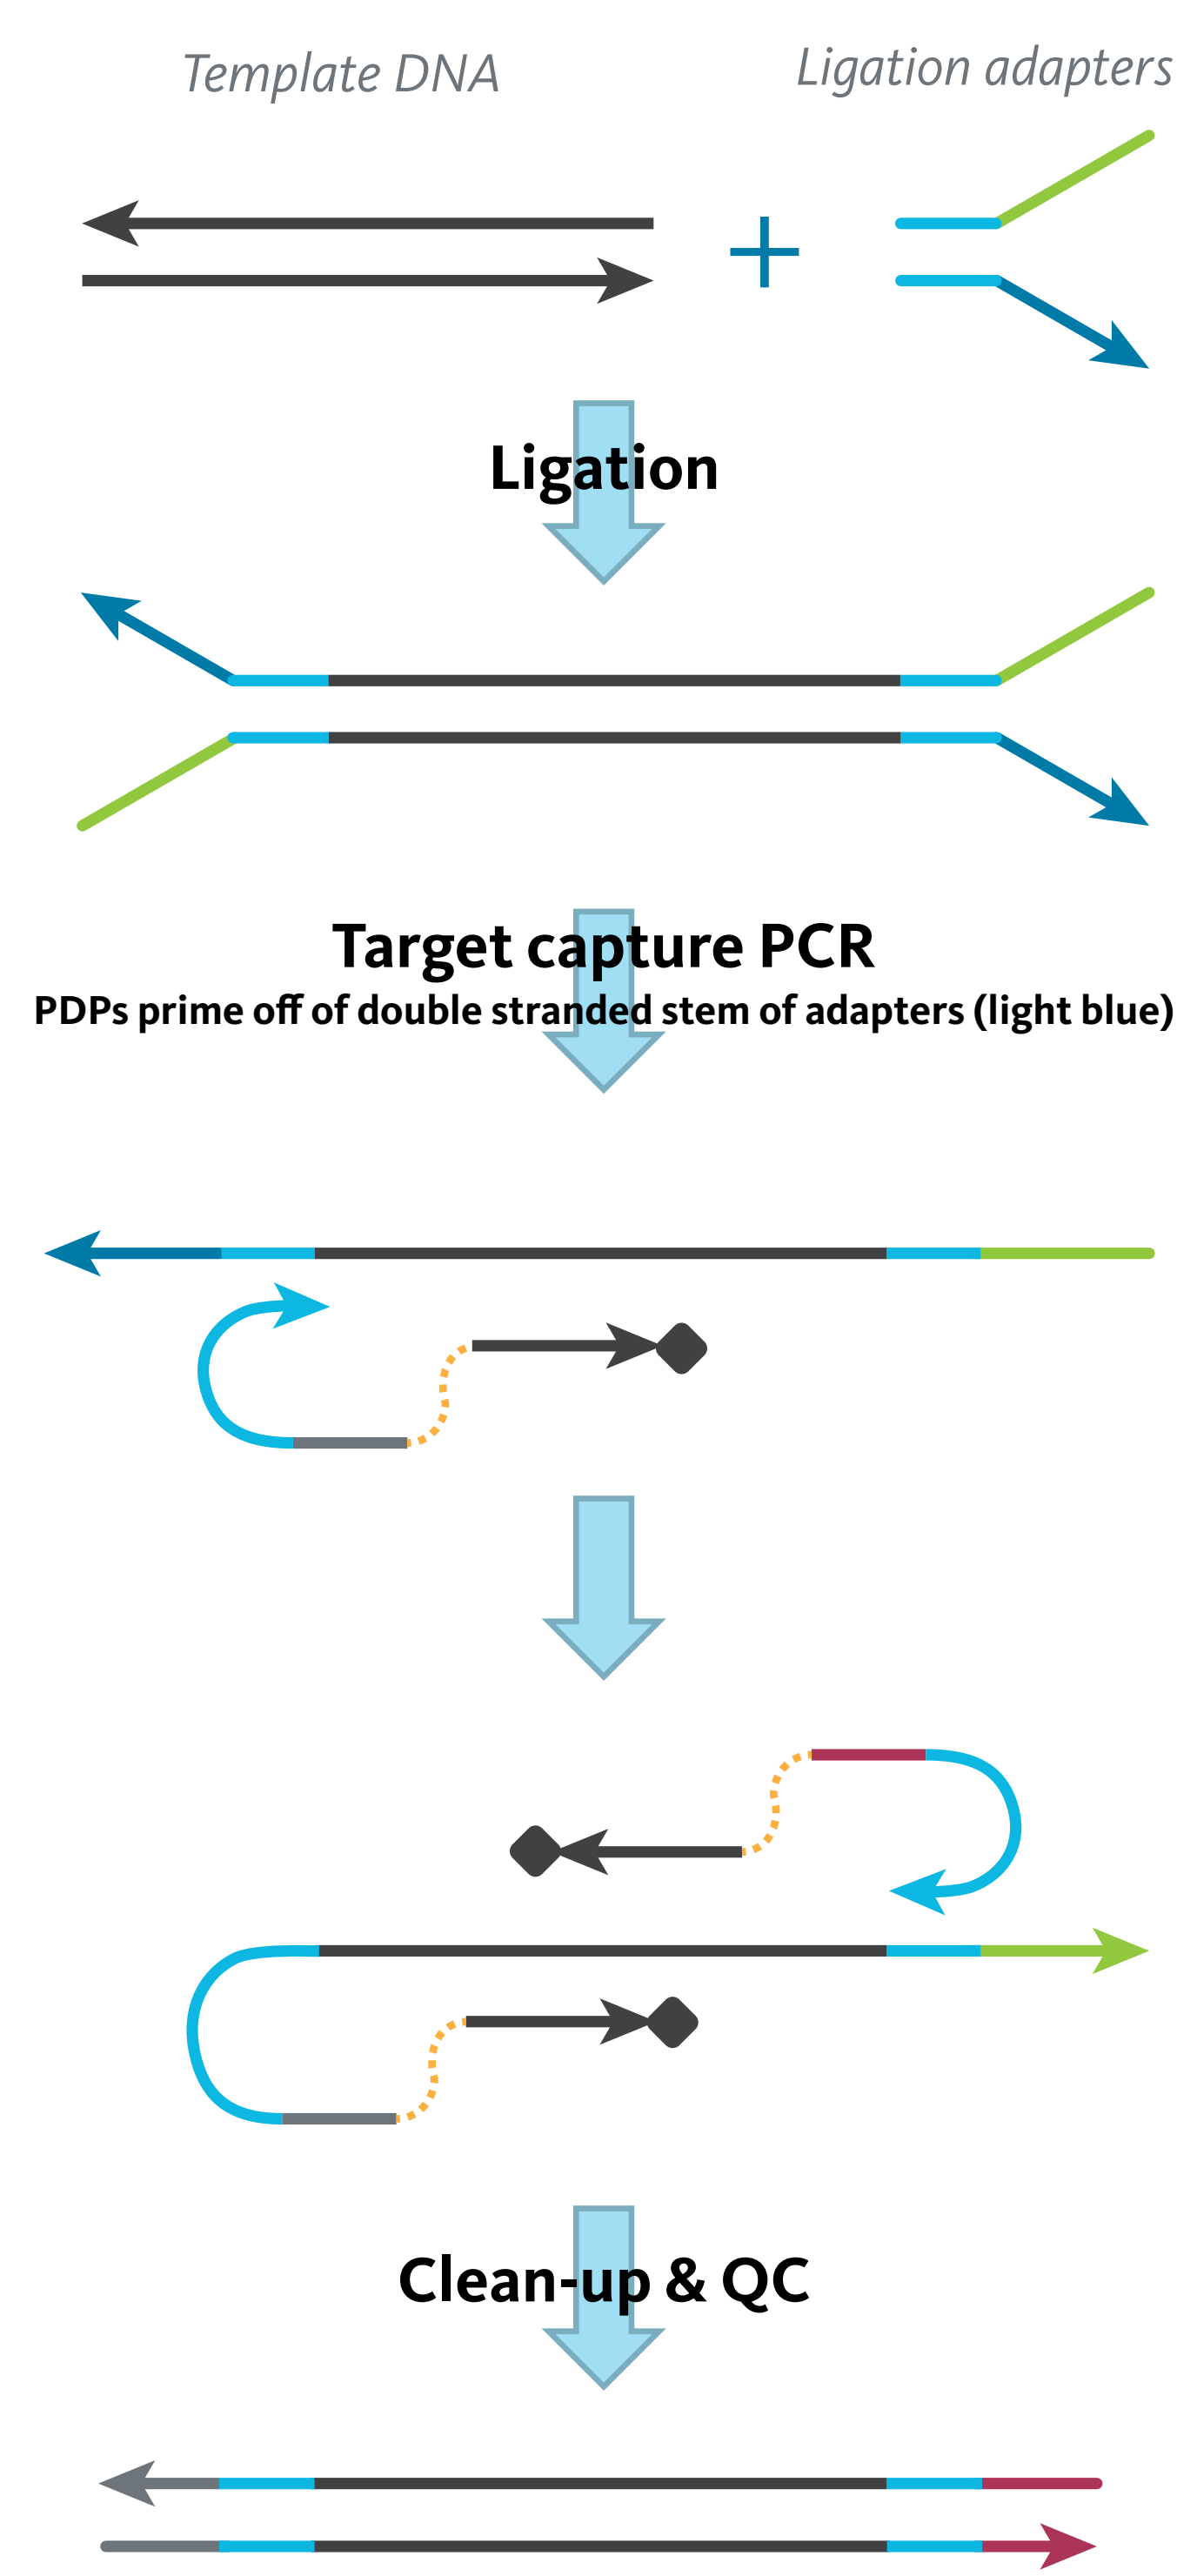 Template DNA
Ligation adapters
Ligation
Target capture PCR
PDPs prime off of double stranded stem of adapters (light blue)
Clean-up & QC